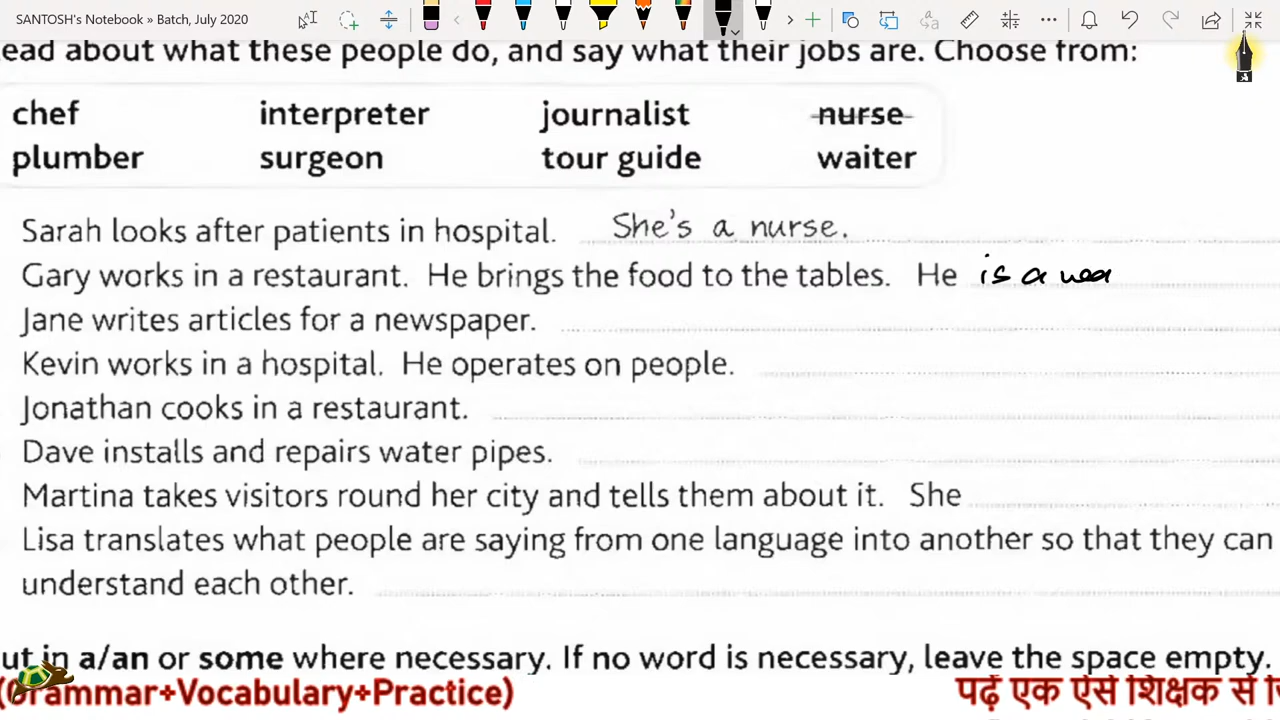 SANTOSH's Notebook » Batch, July 2020
ead about what these people do, and say what their jobs are. Choose from:
chef interpreter journalist nurse
plumber surgeon tour guide waiter
Sarah looks after patients in hospital. She's a nurse.
Gary works in a restaurant. He brings the food to the tables. He is a
Jane writes articles for a newspaper.
Kevin works in a hospital. He operates on people.
Jonathan cooks in a restaurant.
Dave installs and repairs water pipes.
Martina takes visitors round her city and tells them about it. She
Lisa translates what people are saying from one language into another so that they can
understand each other.
ut in a/an or some where necessary. If no word is necessary, leave the space empty.
(Grammar+Vocabulary+Practice) पढ़ें एक ऐसे शिक्षक से